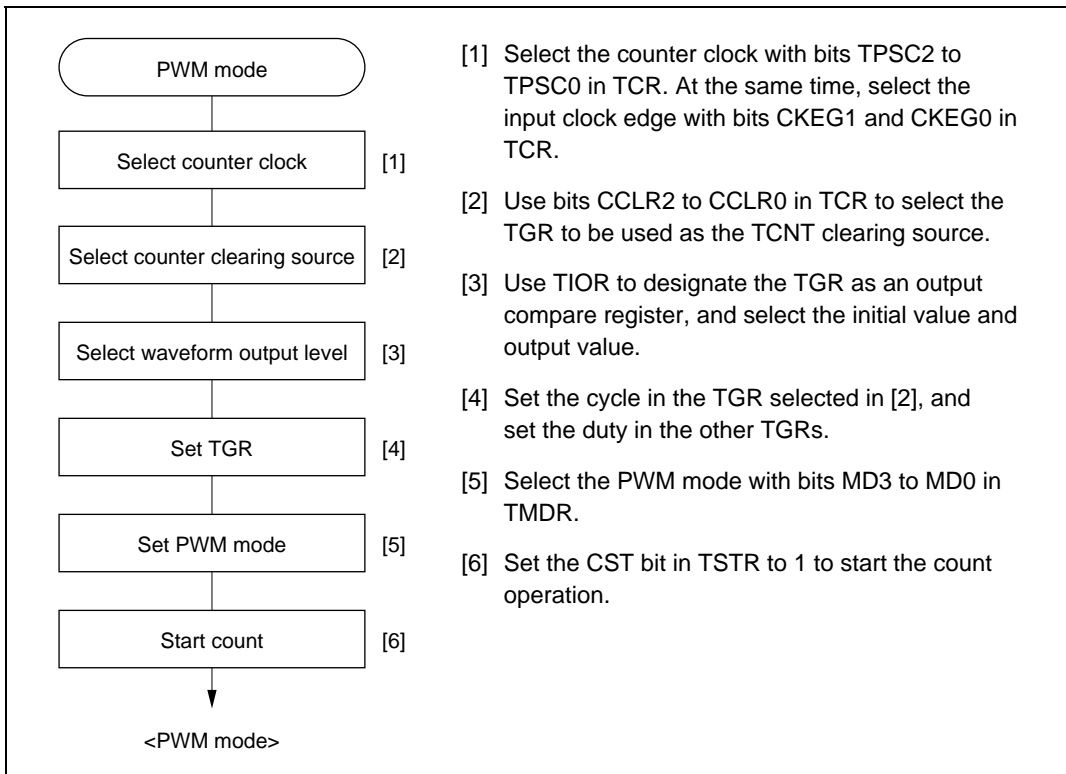 PWM mode
Select counter clock [1]
Select counter clearing source [2]
Select waveform output level [3]
Set TGR [4]
Set PWM mode [5]
Start count [6]
<PWM mode>
[1] Select the counter clock with bits TPSC2 to
TPSC0 in TCR. At the same time, select the
input clock edge with bits CKEG1 and CKEG0 in
TCR.
[2] Use bits CCLR2 to CCLR0 in TCR to select the
TGR to be used as the TCNT clearing source.
[3] Use TIOR to designate the TGR as an output
compare register, and select the initial value and
output value.
[4] Set the cycle in the TGR selected in [2], and
set the duty in the other TGRs.
[5] Select the PWM mode with bits MD3 to MD0 in
TMDR.
[6] Set the CST bit in TSTR to 1 to start the count
operation.